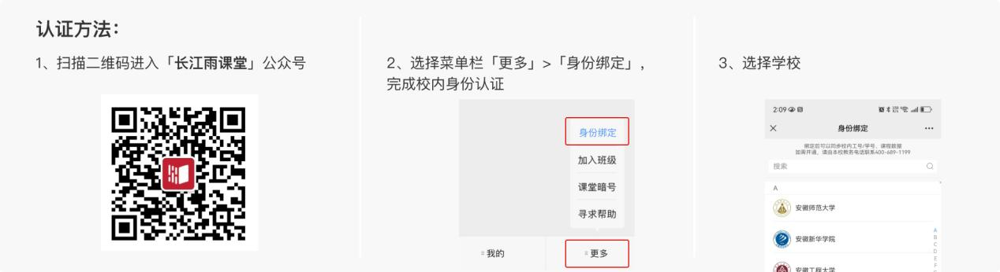 认证方法：
1、扫描二维码进入「长江雨课堂」公众号
2、选择菜单栏「更多」>「身份绑定」，
完成校内身份认证
身份绑定
加入班级
课堂暗号
寻求帮助
我的
更多
3、选择学校
2:09
身份绑定
绑定后可以同步校内工号/学号、课程数据
如需开通，请由本校教务电话联系400-689-1199
搜索
A
安徽师范大学
安徽新华学院
安徽工程大学
A
B
C
D
E
F